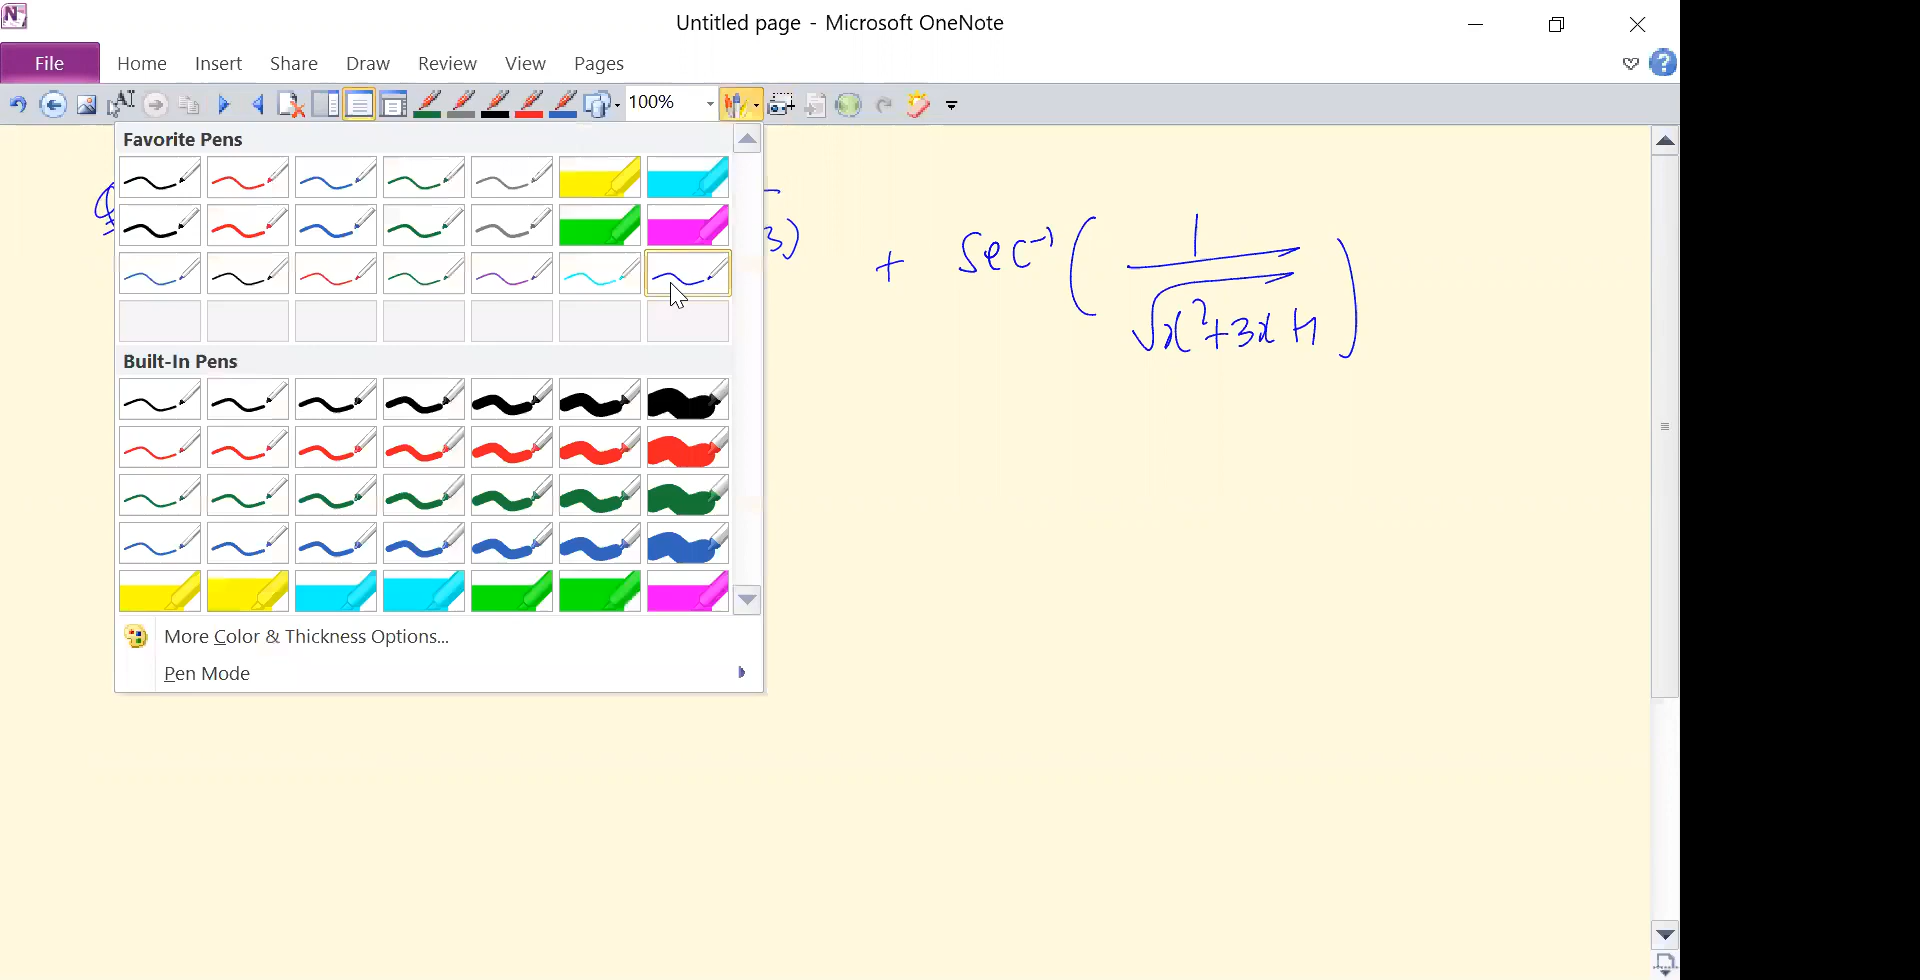 Untitled page - Microsoft OneNote
File Home Insert Share Draw Review View Pages
100%
Favorite Pens
3)
+ Sec⁻¹ ( 1 / √x²+3x+1 )
Built-In Pens
More Color & Thickness Options...
Pen Mode